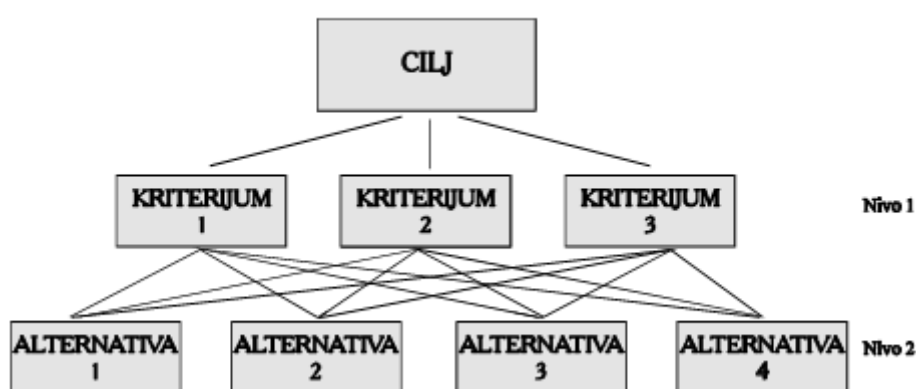 CILJ
KRITERIJUM
1
KRITERIJUM
2
KRITERIJUM
3
Nivo 1
ALTERNATIVA
1
ALTERNATIVA
2
ALTERNATIVA
3
ALTERNATIVA
4
Nivo 2